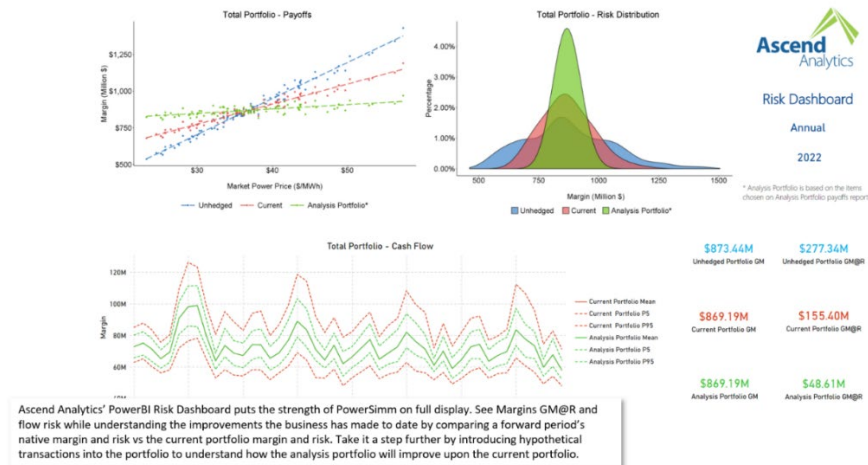 Total Portfolio - Payoffs
Margin (Million $)
$1,250
$1,000
$750
$500
$30
$40
$50
Market Power Price ($/MWh)
Unhedged
Current
Analysis Portfolio*
Total Portfolio - Risk Distribution
Percentage
4.00%
3.00%
2.00%
1.00%
0.00%
500
750
1000
1250
1500
Margin (Million $)
Unhedged
Current
Analysis Portfolio*
Ascend
Analytics
Risk Dashboard
Annual
2022
* Analysis Portfolio is based on the items
chosen on Analysis Portfolio payoffs report
Total Portfolio - Cash Flow
Margin
120M
100M
80M
60M
Current Portfolio Mean
Current Portfolio P5
Current Portfolio P95
Analysis Portfolio Mean
Analysis Portfolio P5
Analysis Portfolio P95
$873.44M
Unhedged Portfolio GM
$277.34M
Unhedged Portfolio GM@R
$869.19M
Current Portfolio GM
$155.40M
Current Portfolio GM@R
$869.19M
Analysis Portfolio GM
$48.61M
Analysis Portfolio GM@R
Ascend Analytics' PowerBI Risk Dashboard puts the strength of PowerSimm on full display. See Margins GM@R and
flow risk while understanding the improvements the business has made to date by comparing a forward period's
native margin and risk vs the current portfolio margin and risk. Take it a step further by introducing hypothetical
transactions into the portfolio to understand how the analysis portfolio will improve upon the current portfolio.